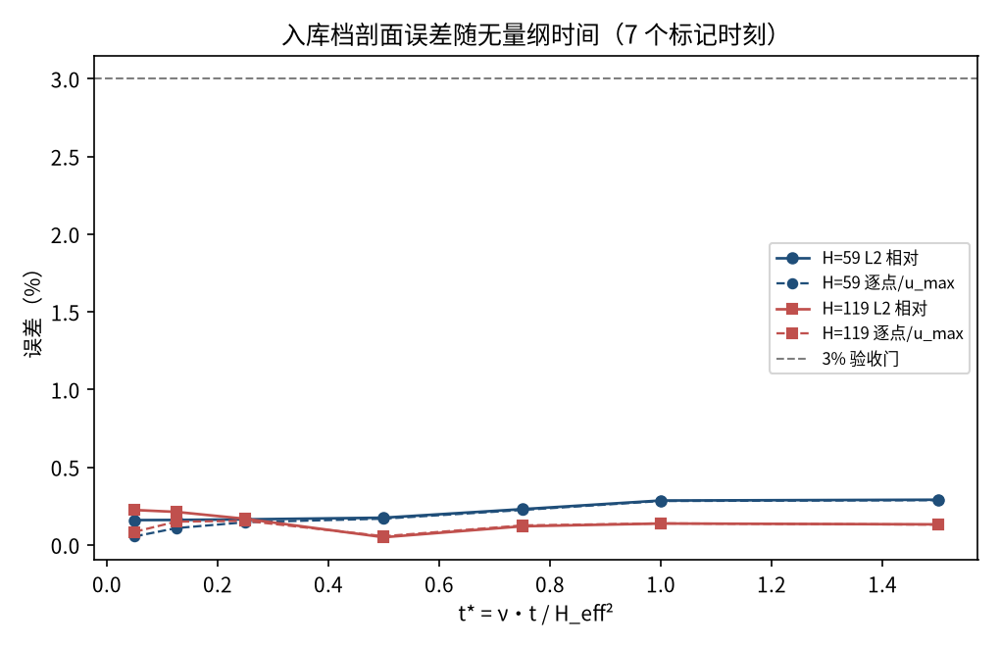 入库档剖面误差随无量纲时间（7 个标记时刻）
误差（%）
3.0
2.5
2.0
1.5
1.0
0.5
0.0
H=59 L2 相对
H=59 逐点/u_max
H=119 L2 相对
H=119 逐点/u_max
3% 验收门
0.0 0.2 0.4 0.6 0.8 1.0 1.2 1.4
t* = ν·t / H_eff²